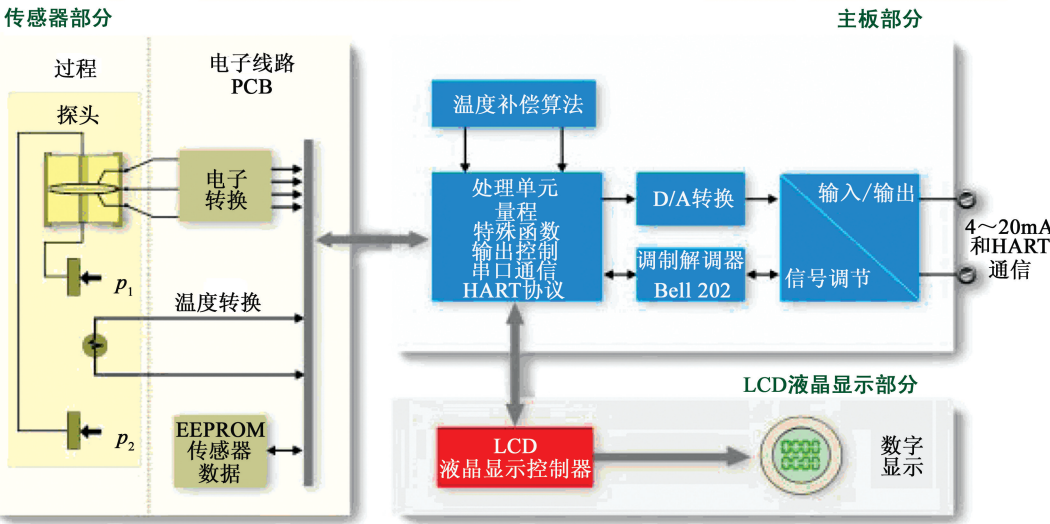 传感器部分
主板部分
过程
电子线路
PCB
探头
电子
转换
p1
温度转换
p2
EEPROM
传感器
数据
温度补偿算法
处理单元
量程
特殊函数
输出控制
串口通信
HART协议
D/A转换
调制解调器
Bell 202
输入/输出
信号调节
4～20mA
和HART
通信
LCD液晶显示部分
LCD
液晶显示控制器
数字
显示